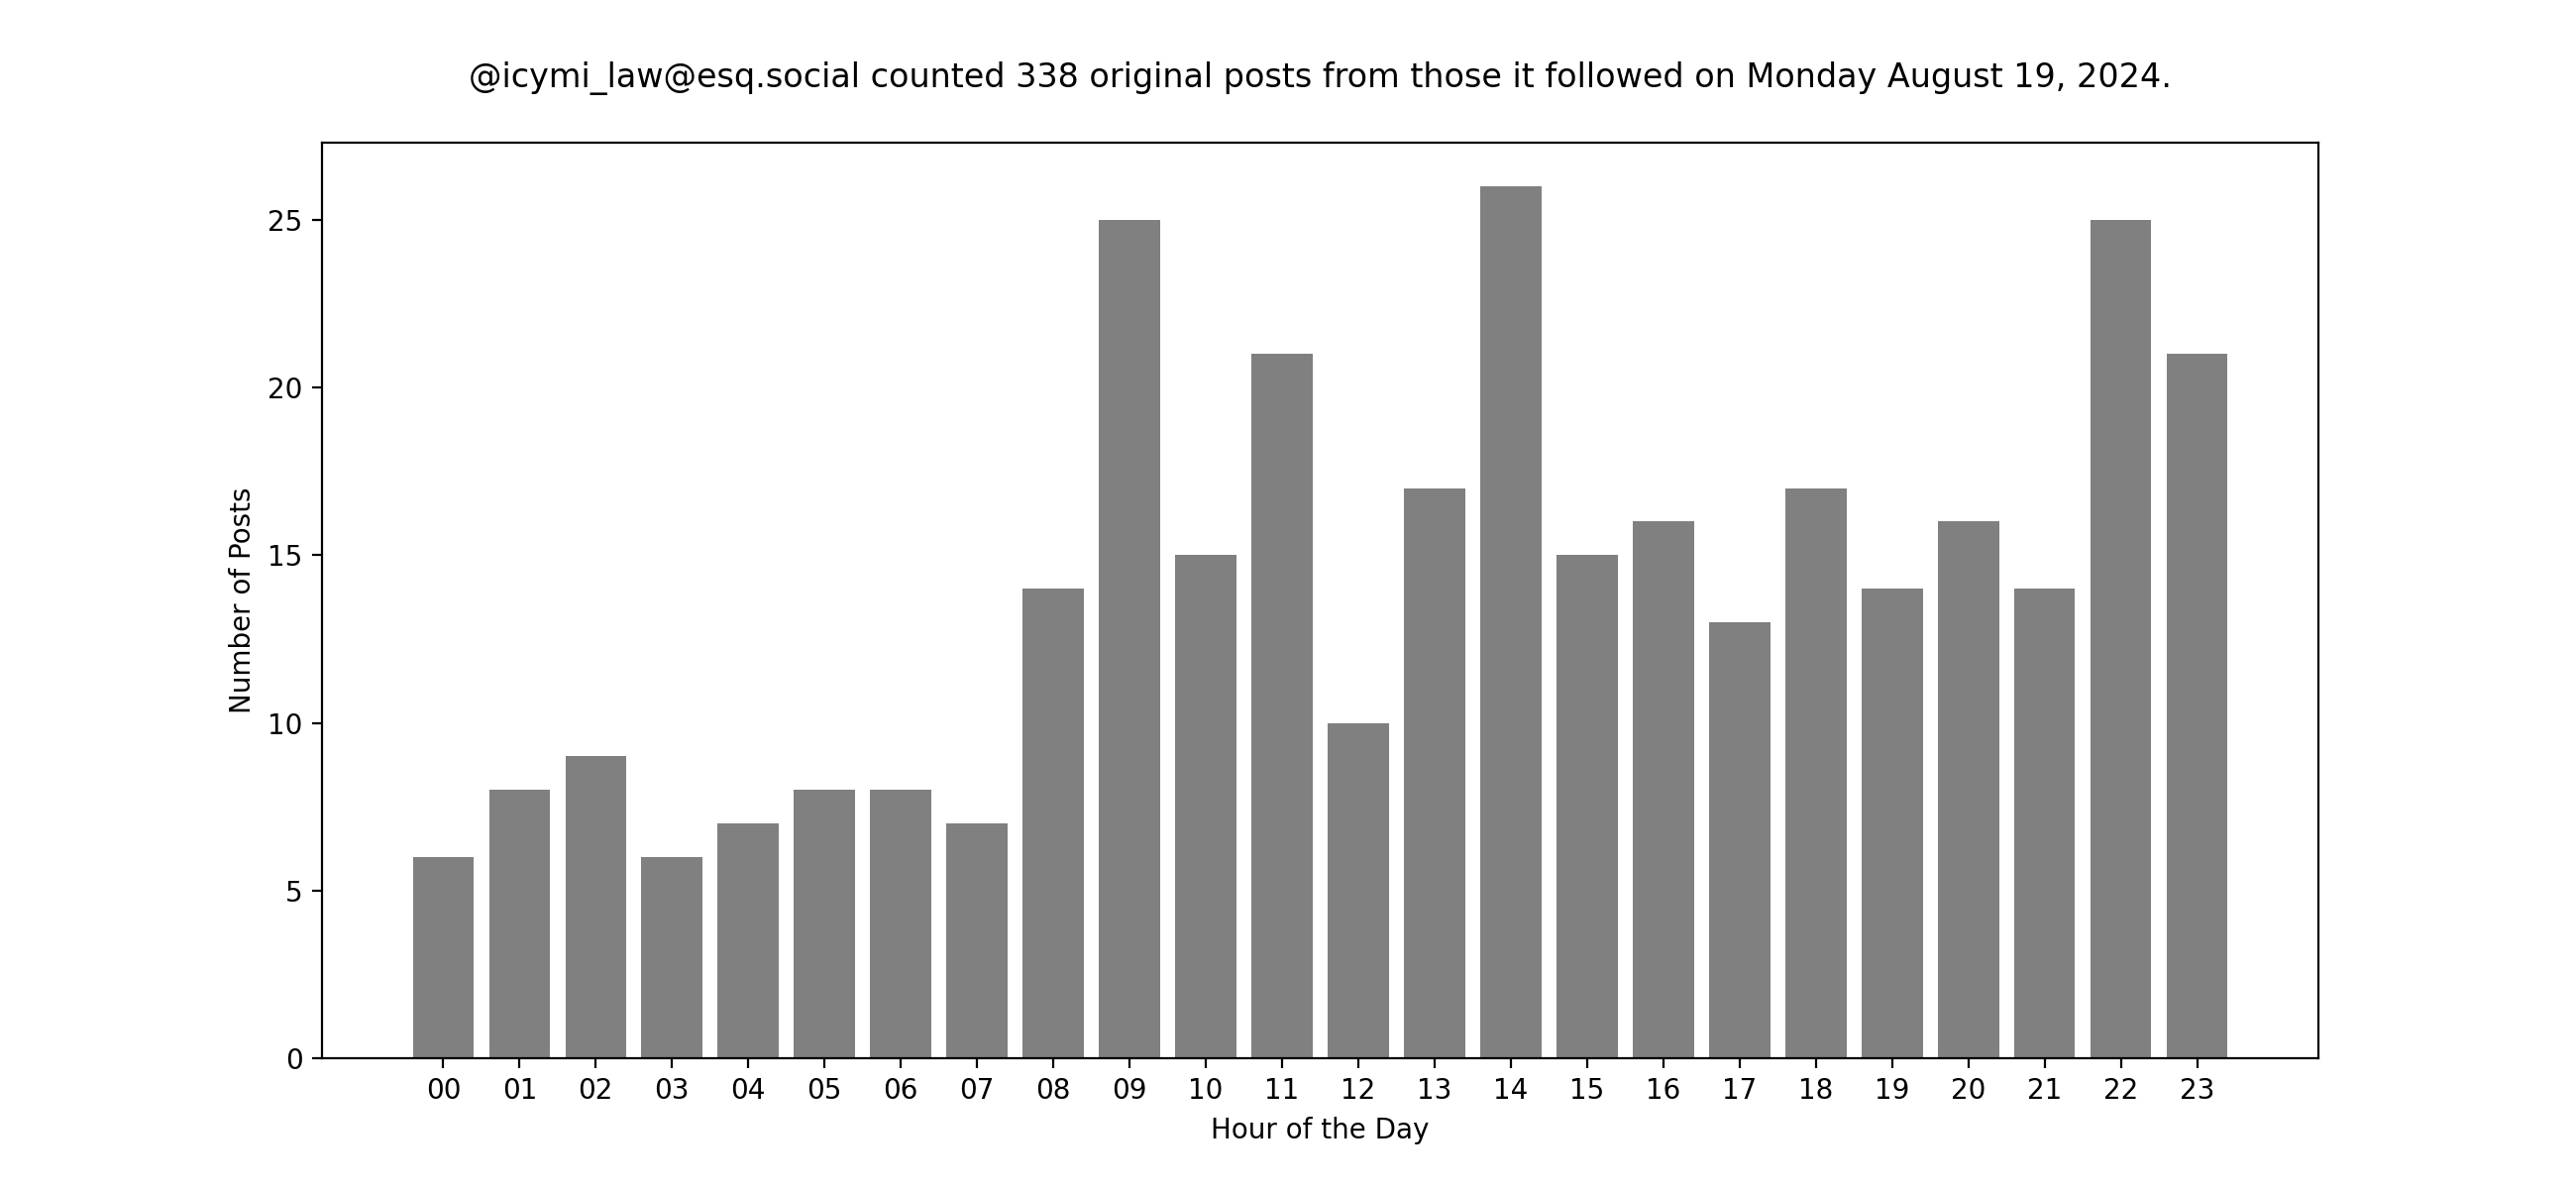 @icymi_law@esq.social counted 338 original posts from those it followed on Monday August 19, 2024.
25
20
15
10
5
0
Number of Posts
00 01 02 03 04 05 06 07 08 09 10 11 12 13 14 15 16 17 18 19 20 21 22 23
Hour of the Day